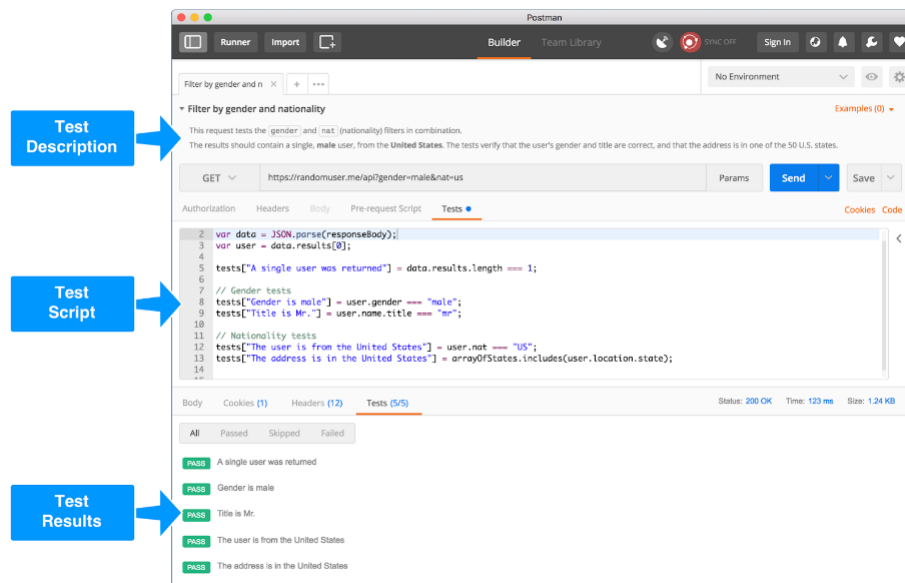 Postman
Runner Import Builder Team Library SYNC OFF Sign In
Filter by gender and n × + ••• No Environment
Filter by gender and nationality Examples (0)
Test
Description
This request tests the gender and nat (nationality) filters in combination.
The results should contain a single, male user, from the United States. The tests verify that the user's gender and title are correct, and that the address is in one of the 50 U.S. states.
GET https://randomuser.me/api?gender=male&nat=us Params Send Save
Authorization Headers Body Pre-request Script Tests Cookies Code
2 var data = JSON.parse(responseBody);
3 var user = data.results[0];
4
5 tests["A single user was returned"] = data.results.length === 1;
6
7 // Gender tests
8 tests["Gender is male"] = user.gender === "male";
9 tests["Title is Mr."] = user.name.title === "mr";
10
11 // Nationality tests
12 tests["The user is from the United States"] = user.nat === "US";
13 tests["The address is in the United States"] = arrayOfStates.includes(user.location.state);
14
15
Test
Script
Body Cookies (1) Headers (12) Tests (5/5) Status: 200 OK Time: 123 ms Size: 1.24 KB
All Passed Skipped Failed
PASS A single user was returned
PASS Gender is male
Test
Results
PASS Title is Mr.
PASS The user is from the United States
PASS The address is in the United States